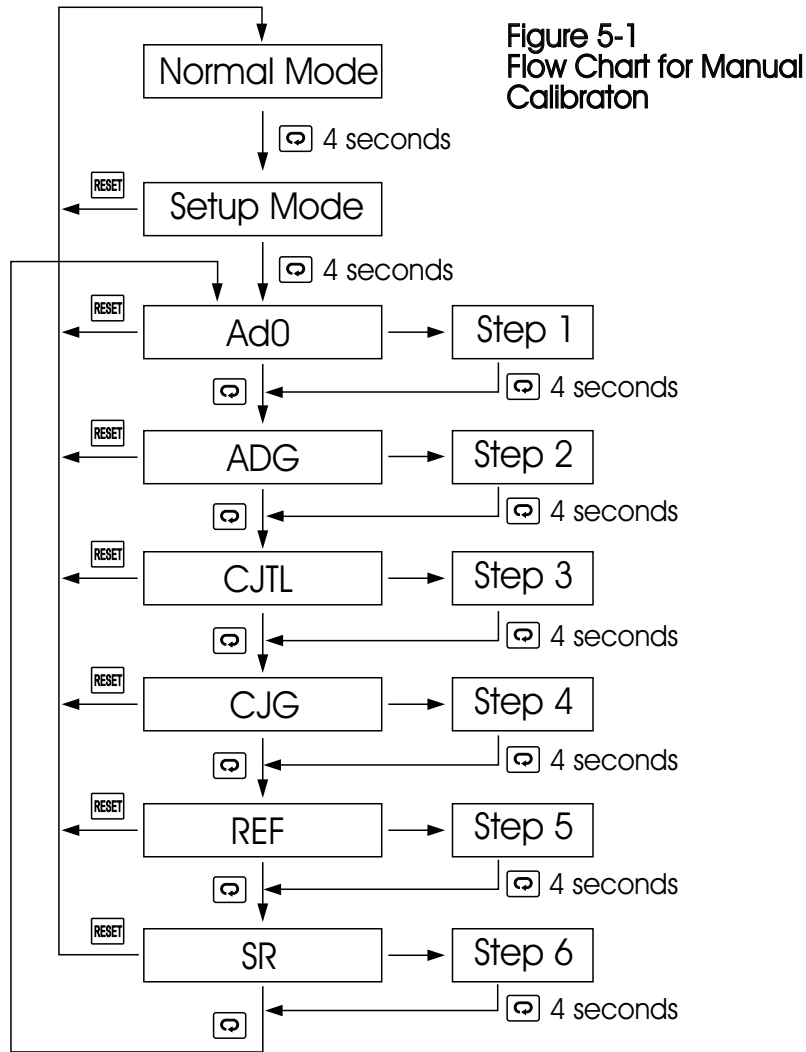 Figure 5-1
Flow Chart for Manual
Calibraton
Normal Mode
4 seconds
RESET
Setup Mode
4 seconds
RESET
Ad0
Step 1
4 seconds
RESET
ADG
Step 2
4 seconds
RESET
CJTL
Step 3
4 seconds
RESET
CJG
Step 4
4 seconds
RESET
REF
Step 5
4 seconds
RESET
SR
Step 6
4 seconds